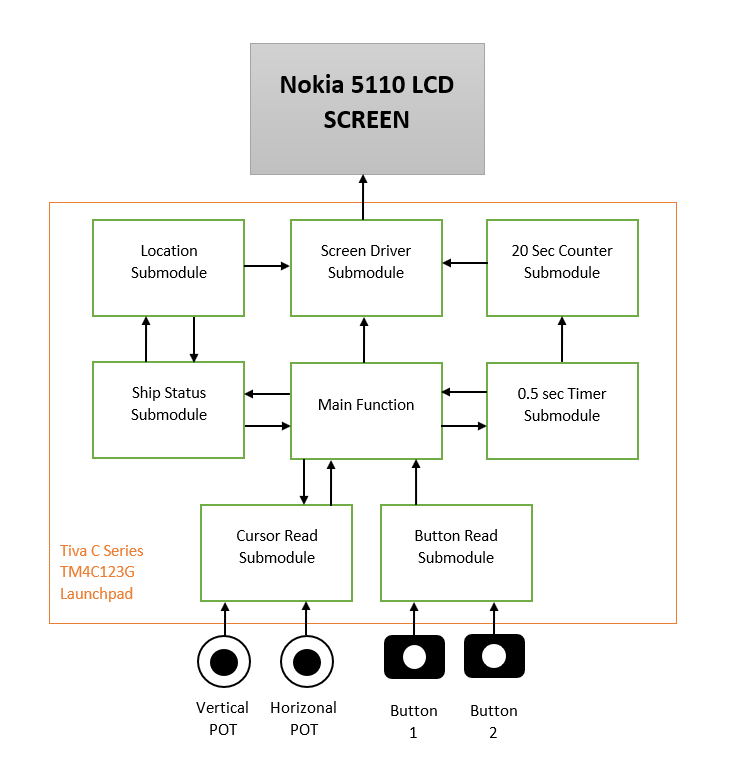 Nokia 5110 LCD
SCREEN
Location
Submodule
Screen Driver
Submodule
20 Sec Counter
Submodule
Ship Status
Submodule
Main Function
0.5 sec Timer
Submodule
Cursor Read
Submodule
Button Read
Submodule
Tiva C Series
TM4C123G
Launchpad
Vertical
POT
Horizonal
POT
Button
1
Button
2